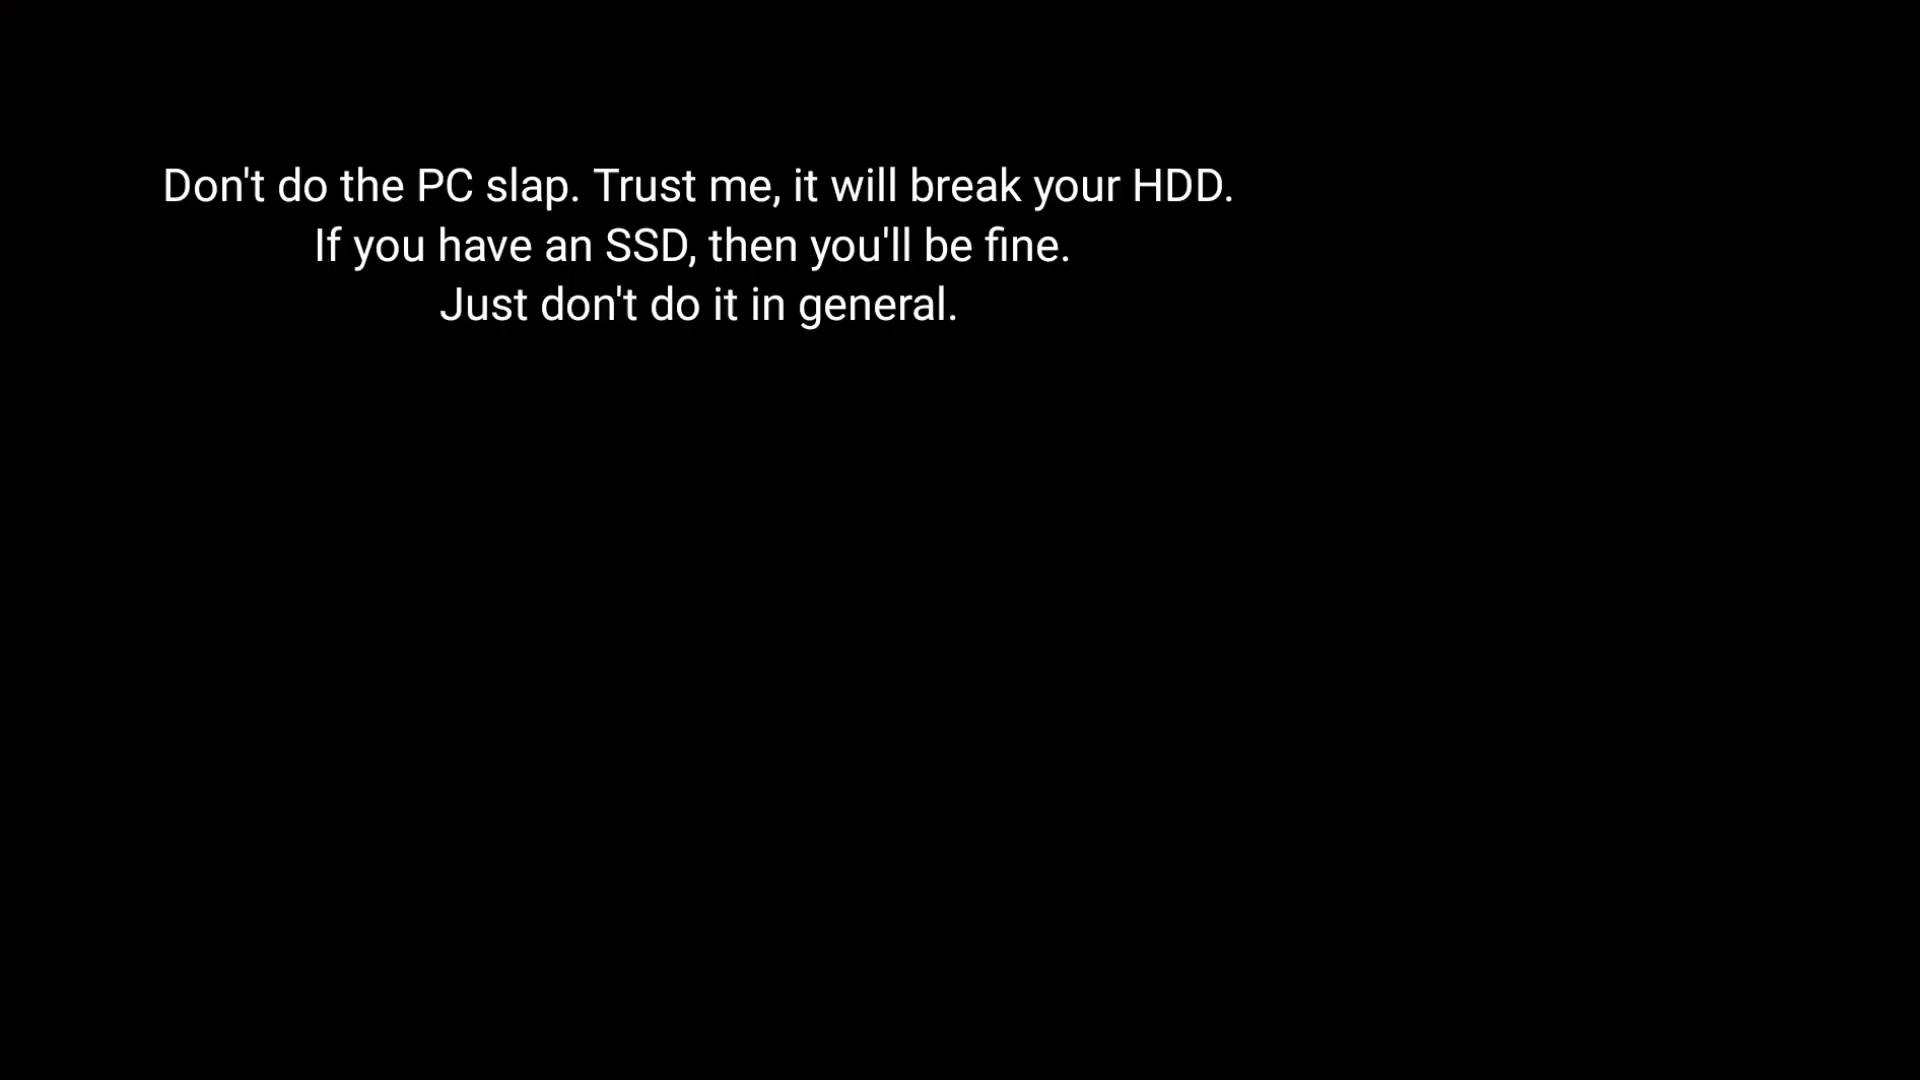 Don't do the PC slap. Trust me, it will break your HDD.
If you have an SSD, then you'll be fine.
Just don't do it in general.